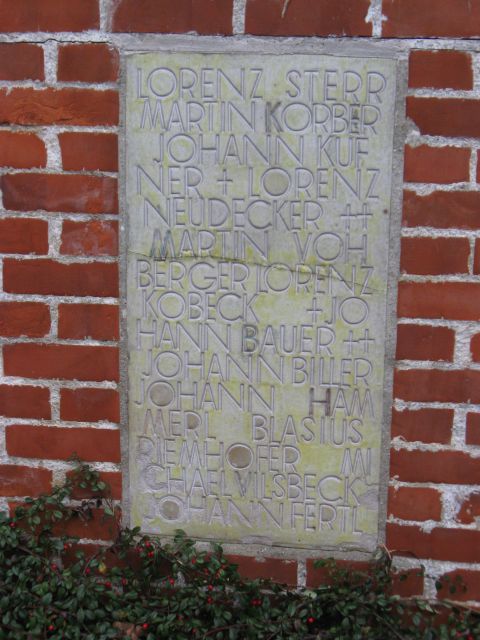 LORENZ STERR
MARTIN KORBER
JOHANN KUF
NER + LORENZ
NEUDECKER ++
MARTIN VOH
BERGER LORENZ
KOBECK + JO
HANN BAUER ++
JOHANN BILLER
JOHANN HAM
MERL BLASIUS
RIEMHOFER MI
CHAEL VILSBECK
JOHANN FERTL